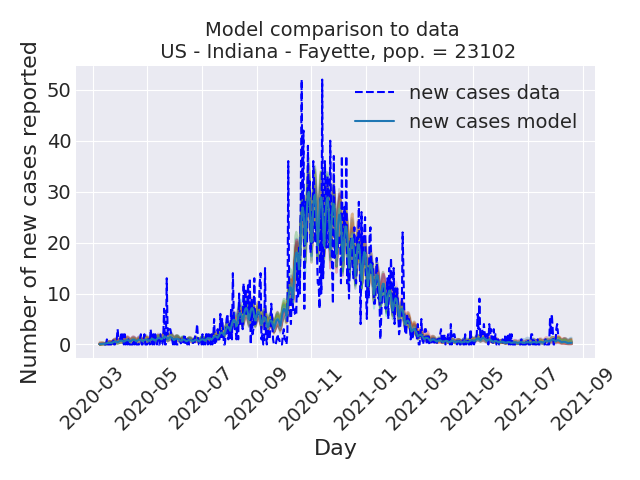 Model comparison to data
US - Indiana - Fayette, pop. = 23102
Number of new cases reported
50
40
30
20
10
0
new cases data
new cases model
2020-03
2020-05
2020-07
2020-09
2020-11
2021-01
2021-03
2021-05
2021-07
2021-09
Day